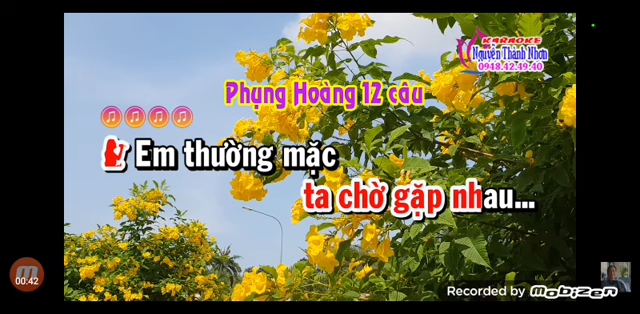 KARAOKE
Nguyễn Thành Nhơn
0948.42.49.40
Phụng Hoàng 12 câu
Em thường mặc
ta chờ gặp nhau...
00:42
Recorded by Mobizen